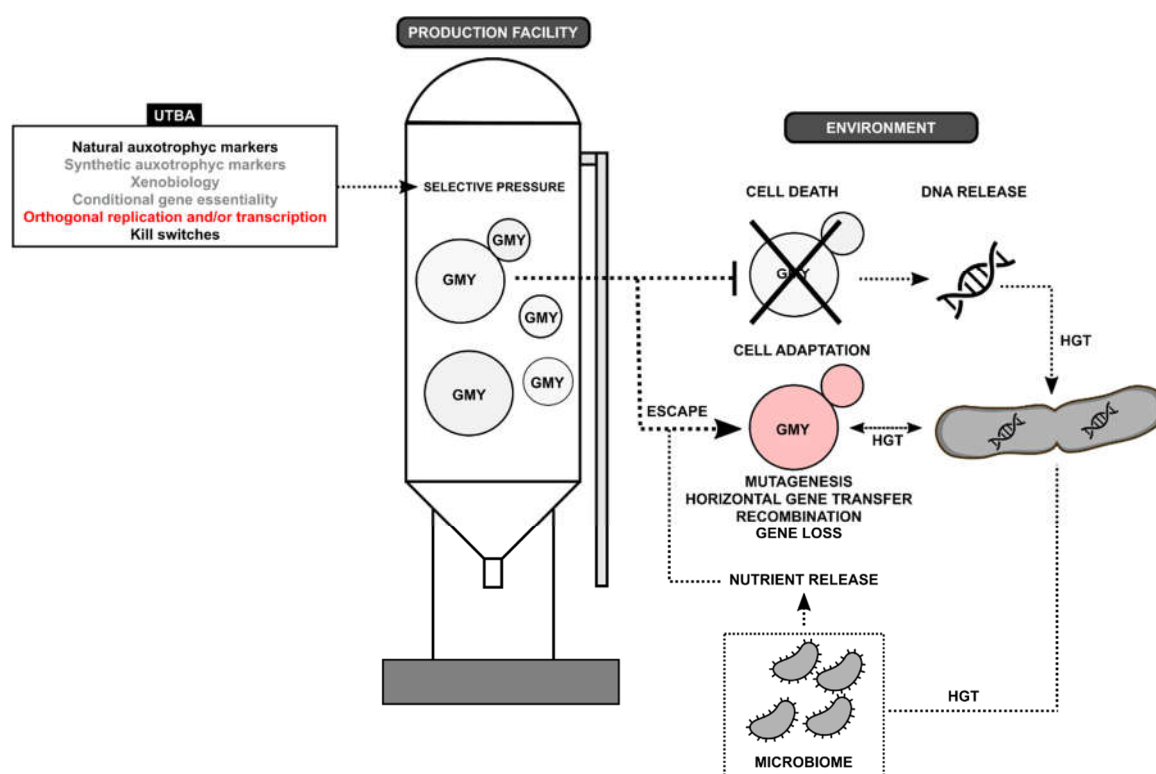 PRODUCTION FACILITY
UTBA
Natural auxotrophyc markers
Synthetic auxotrophyc markers
Xenobiology
Conditional gene essentiality
Orthogonal replication and/or transcription
Kill switches
SELECTIVE PRESSURE
GMY
GMY
GMY
GMY
GMY
ENVIRONMENT
CELL DEATH
DNA RELEASE
GMY
HGT
CELL ADAPTATION
ESCAPE
GMY
HGT
MUTAGENESIS
HORIZONTAL GENE TRANSFER
RECOMBINATION
GENE LOSS
NUTRIENT RELEASE
HGT
MICROBIOME